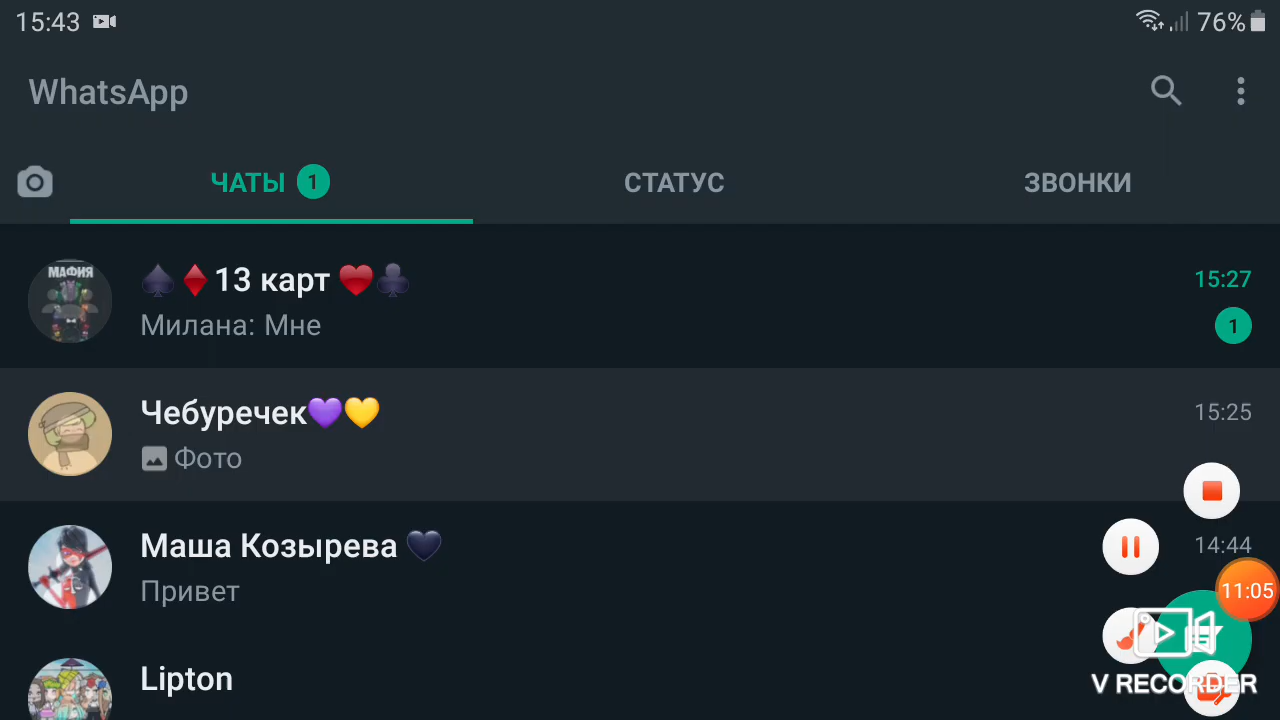 15:43 76%
WhatsApp
ЧАТЫ 1 СТАТУС ЗВОНКИ
МАФИЯ
♠️♦️13 карт ❤️♣️ 15:27
Милана: Мне 1
Чебуречек💜💛 15:25
Фото
Маша Козырева 🖤 14:44
Привет
11:05
Lipton
V RECORDER